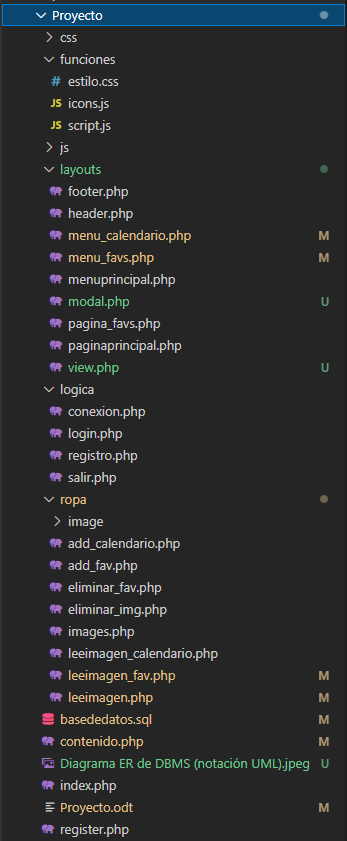 Proyecto
css
funciones
# estilo.css
JS icons.js
JS script.js
js
layouts
footer.php
header.php
menu_calendario.php M
menu_favs.php M
menuprincipal.php
modal.php U
pagina_favs.php
paginaprincipal.php
view.php U
logica
conexion.php
login.php
registro.php
salir.php
ropa
image
add_calendario.php
add_fav.php
eliminar_fav.php
eliminar_img.php
images.php
leeimagen_calendario.php
leeimagen_fav.php M
leeimagen.php M
basededatos.sql M
contenido.php M
Diagrama ER de DBMS (notación UML).jpeg U
index.php
Proyecto.odt M
register.php